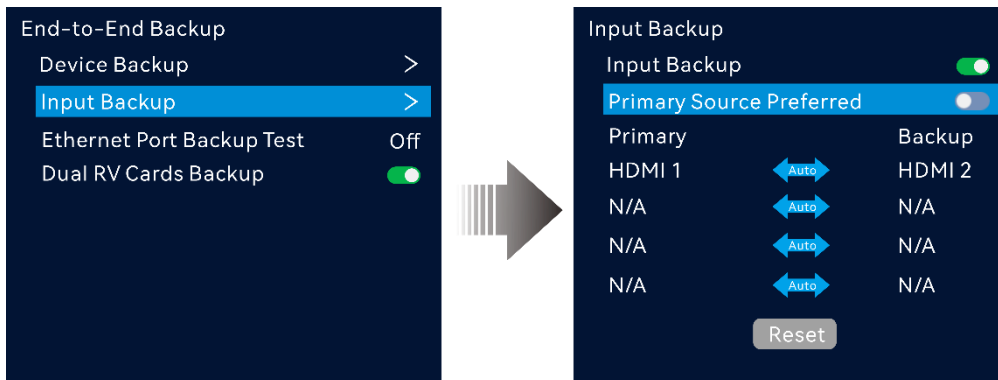 End-to-End Backup
Device Backup >
Input Backup >
Ethernet Port Backup Test Off
Dual RV Cards Backup
Input Backup
Input Backup
Primary Source Preferred
Primary Backup
HDMI 1 Auto HDMI 2
N/A Auto N/A
N/A Auto N/A
N/A Auto N/A
Reset